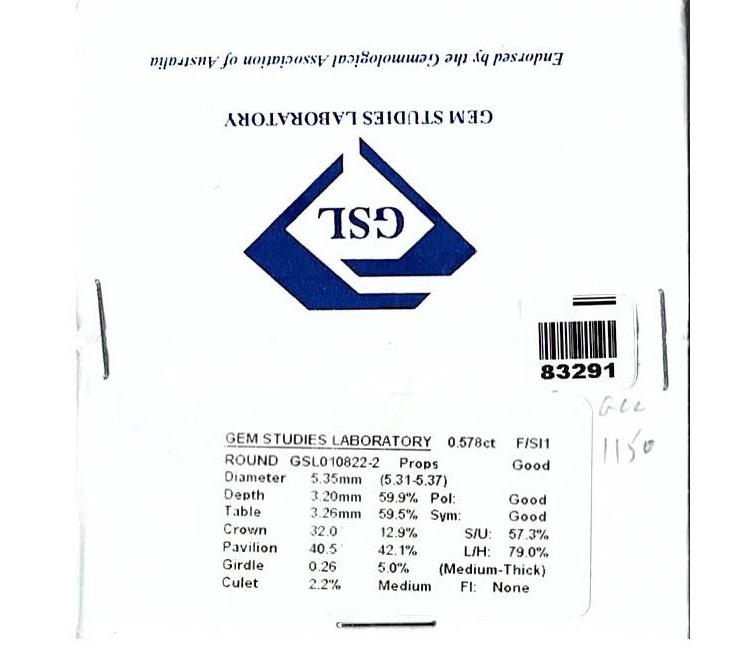 Endorsed by the Gemmological Association of Australia
GEM STUDIES LABORATORY
GSL
83291
1150
GEM STUDIES LABORATORY 0.578ct F/SI1
ROUND GSL010822-2 Props Good
Diameter 5.35mm (5.31-5.37)
Depth 3.20mm 59.9% Pol: Good
Table 3.26mm 59.5% Sym: Good
Crown 32.0° 12.9% S/U: 57.3%
Pavilion 40.5° 42.1% L/H: 79.0%
Girdle 0.26 5.0% (Medium-Thick)
Culet 2.2% Medium Fl: None